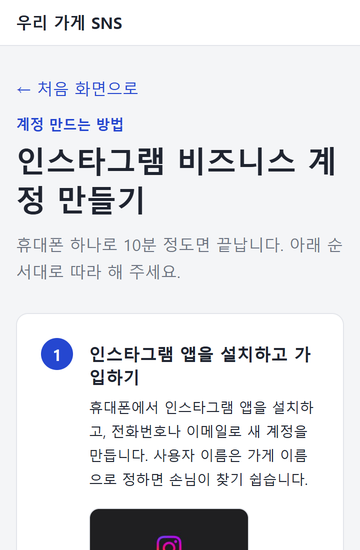 우리 가게 SNS
← 처음 화면으로
계정 만드는 방법
인스타그램 비즈니스 계
정 만들기
휴대폰 하나로 10분 정도면 끝납니다. 아래 순
서대로 따라 해 주세요.
1
인스타그램 앱을 설치하고 가
입하기
휴대폰에서 인스타그램 앱을 설치하
고, 전화번호나 이메일로 새 계정을
만듭니다. 사용자 이름은 가게 이름
으로 정하면 손님이 찾기 쉽습니다.